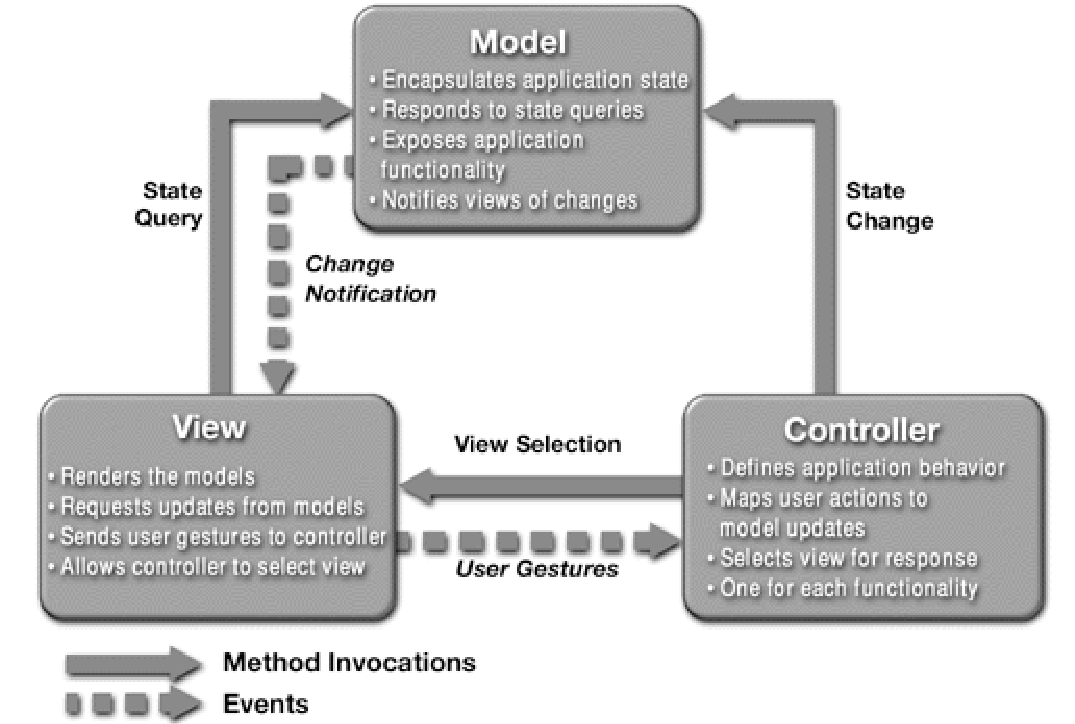 Model
• Encapsulates application state
• Responds to state queries
• Exposes application
functionality
• Notifies views of changes
State
Query
State
Change
Change
Notification
View
• Renders the models
• Requests updates from models
• Sends user gestures to controller
• Allows controller to select view
View Selection
User Gestures
Controller
• Defines application behavior
• Maps user actions to
model updates
• Selects view for response
• One for each functionality
Method Invocations
Events